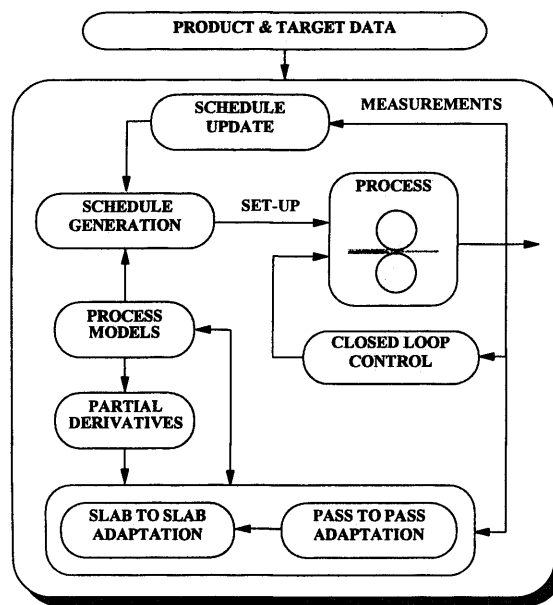 PRODUCT & TARGET DATA
SCHEDULE
UPDATE
MEASUREMENTS
SCHEDULE
GENERATION
SET-UP
PROCESS
PROCESS
MODELS
CLOSED LOOP
CONTROL
PARTIAL
DERIVATIVES
SLAB TO SLAB
ADAPTATION
PASS TO PASS
ADAPTATION